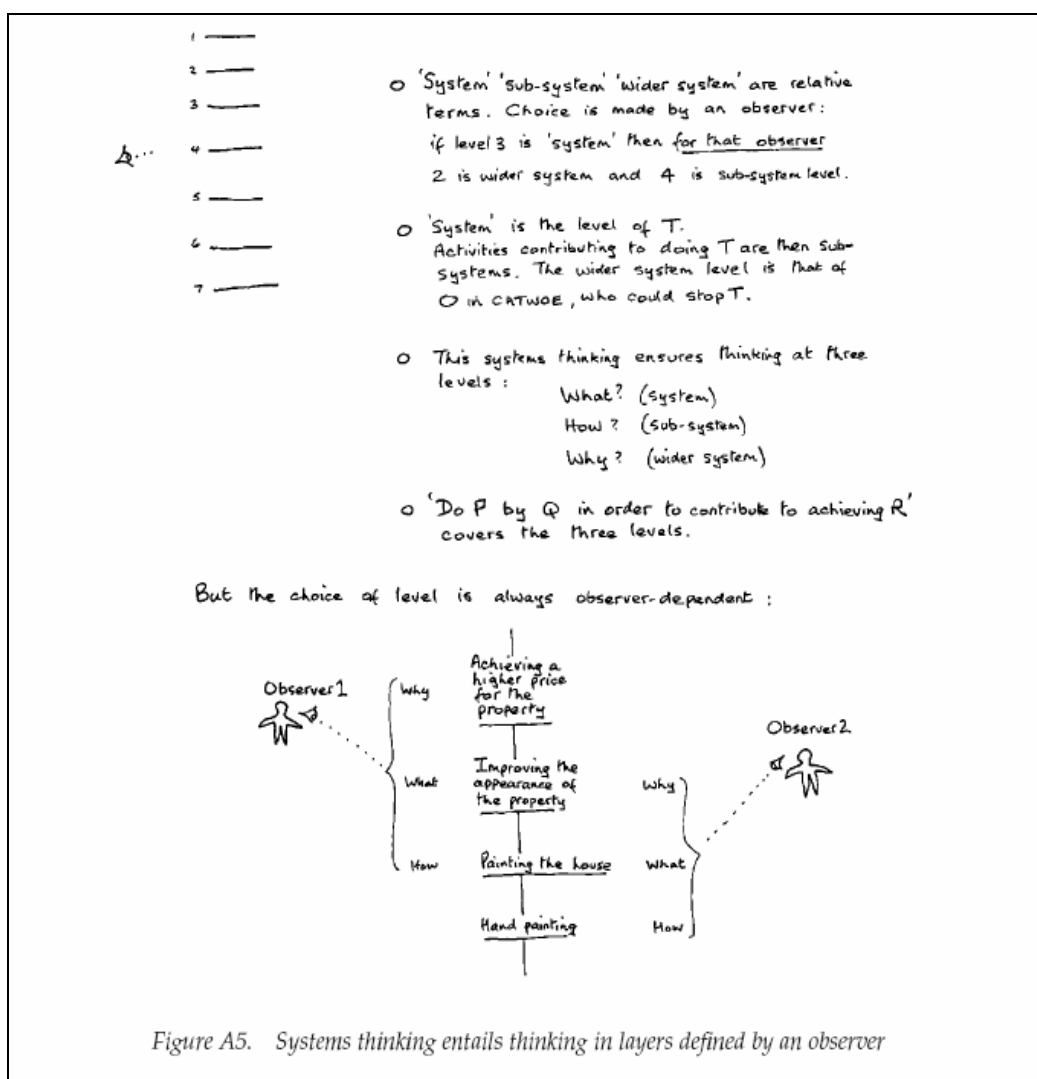 1
2
3
4
5
6
7
o 'System' 'sub-system' 'wider system' are relative
terms. Choice is made by an observer:
if level 3 is 'system' then for that observer
2 is wider system and 4 is sub-system level.
o 'System' is the level of T.
Activities contributing to doing T are then sub-
systems. The wider system level is that of
O in CATWOE, who could stop T.
o This systems thinking ensures thinking at three
levels :
What? (system)
How? (sub-system)
Why? (wider system)
o 'Do P by Q in order to contribute to achieving R'
covers the three levels.
But the choice of level is always observer-dependent :
Observer 1
Why
What
How
Achieving a
higher price
for the
property
Improving the
appearance of
the property
Painting the house
Hand painting
Observer 2
Why
What
How
Figure A5. Systems thinking entails thinking in layers defined by an observer